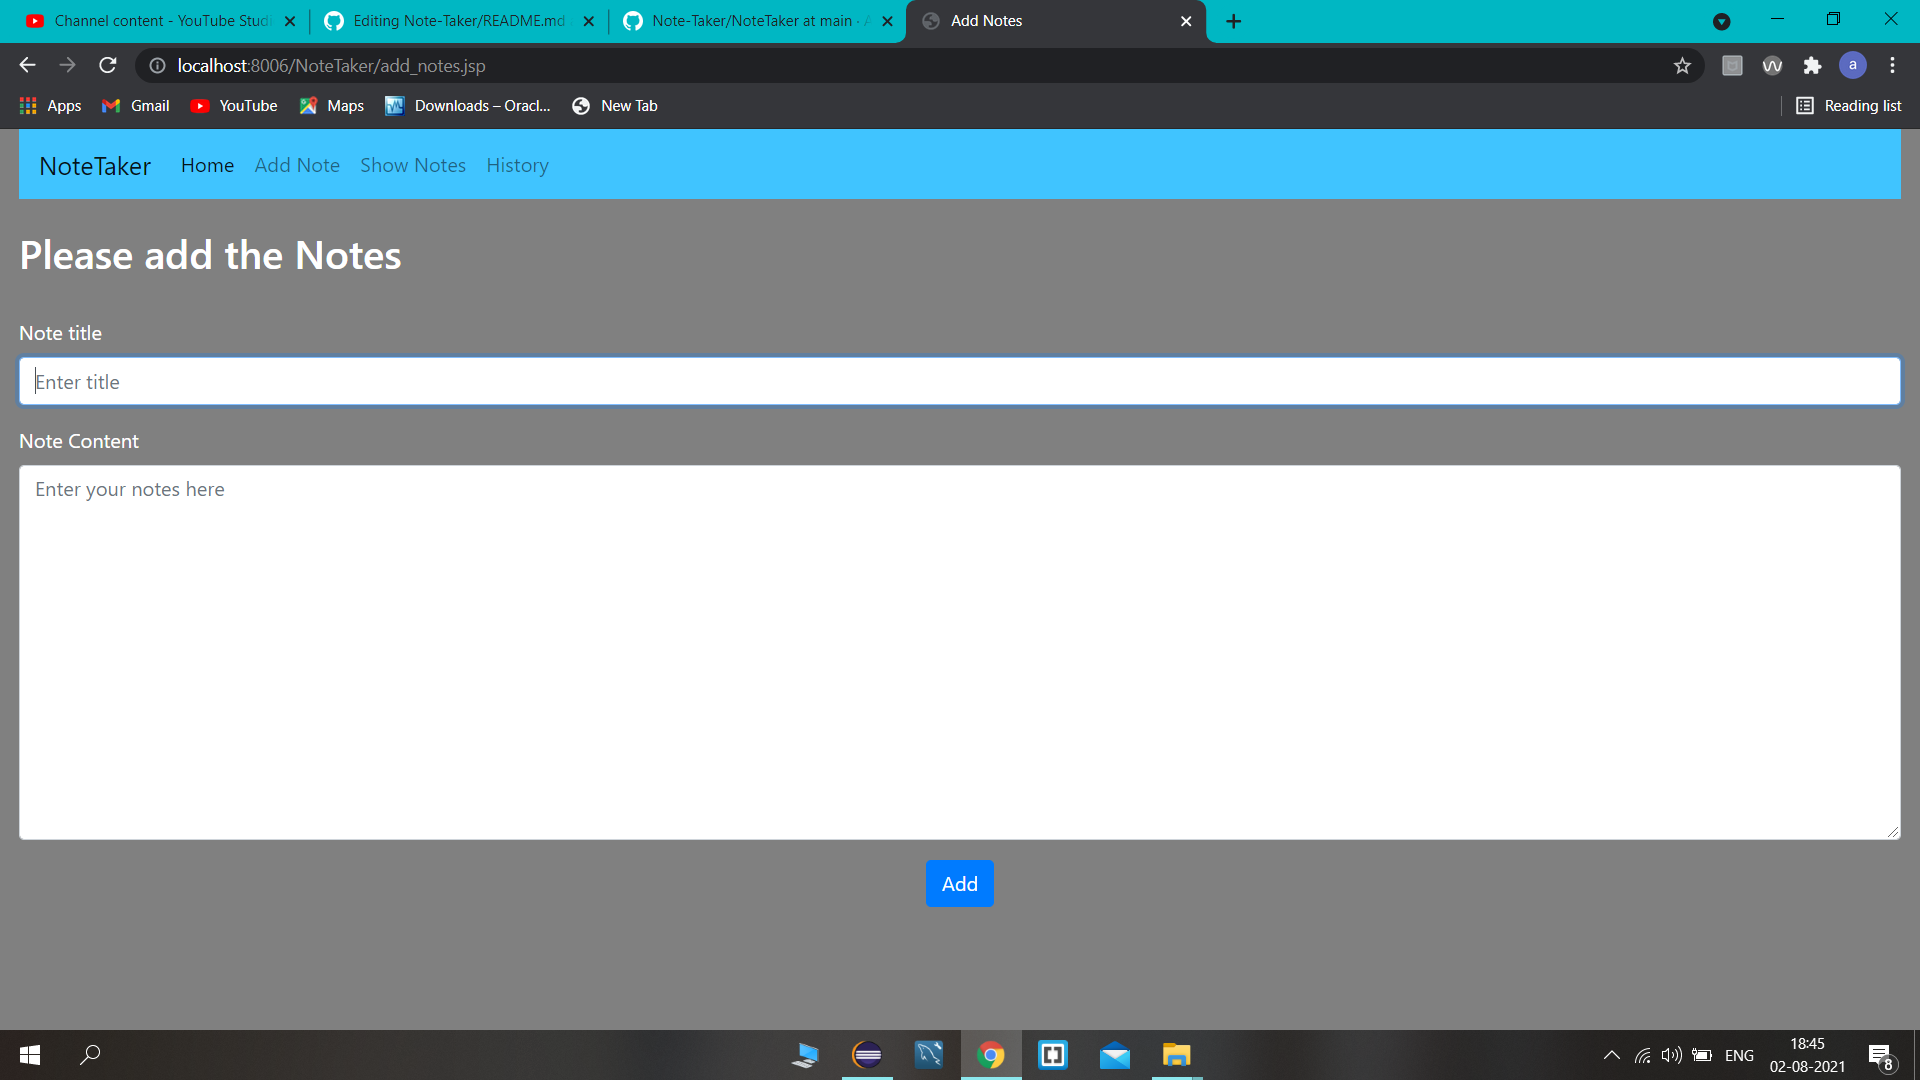 Channel content - YouTube Studi
Editing Note-Taker/README.md
Note-Taker/NoteTaker at main ·
Add Notes
localhost:8006/NoteTaker/add_notes.jsp
a
Apps
Gmail
YouTube
Maps
Downloads – Oracl...
New Tab
Reading list
NoteTaker
Home
Add Note
Show Notes
History
Please add the Notes
Note title
Enter title
Note Content
Enter your notes here
Add
ENG
18:45
02-08-2021
8